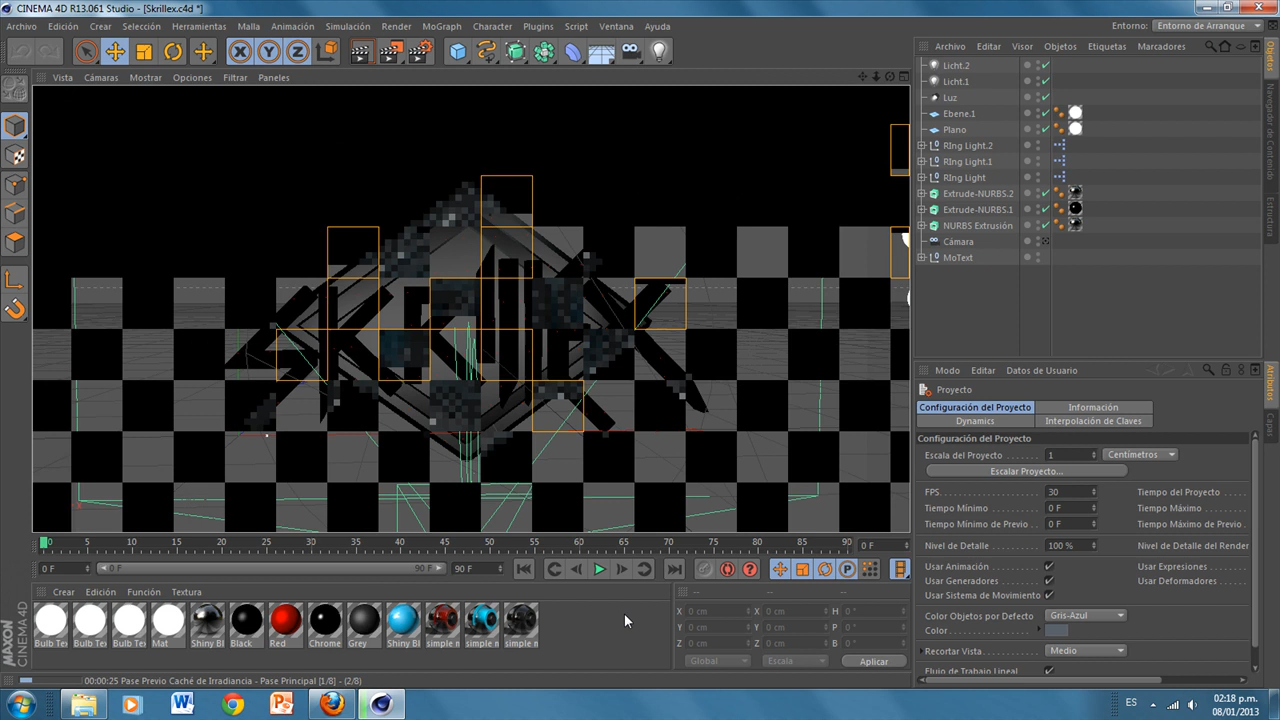 CINEMA 4D R13.061 Studio - [Skrillex.c4d *]
Archivo Edición Crear Selección Herramientas Malla Animación Simulación Render MoGraph Character Plugins Script Ventana Ayuda
Entorno: Entorno de Arranque
X Y Z
Archivo Editar Visor Objetos Etiquetas Marcadores
Vista Cámaras Mostrar Opciones Filtrar Paneles
Licht.2
Licht.1
Luz
Ebene.1
Plano
RIng Light.2
RIng Light.1
RIng Light
Extrude-NURBS.2
Extrude-NURBS.1
NURBS Extrusión
Cámara
MoText
Objetos
Navegador de Contenido
Modo Editar Datos de Usuario
Proyecto
Configuración del Proyecto Información
Dynamics Interpolación de Claves
Configuración del Proyecto
Escala del Proyecto 1 Centímetros
Escalar Proyecto...
FPS. 30 Tiempo del Proyecto
Tiempo Mínimo 0 F Tiempo Máximo
Tiempo Mínimo de Previo 0 F Tiempo Máximo de Previo
Nivel de Detalle 100 % Nivel de Detalle del Render
Usar Animación Usar Expresiones
Usar Generadores Usar Deformadores
Usar Sistema de Movimiento
Color Objetos por Defecto Gris-Azul
Color
Recortar Vista Medio
Flujo de Trabajo Lineal
Atributos
Capas
0 5 10 15 20 25 30 35 40 45 50 55 60 65 70 75 80 85 90 0 F
0 F 0 F 90 F 90 F
Crear Edición Función Textura
Bulb Te Bulb Te Bulb Te Mat Shiny Bl Black Red Chrome Grey Shiny Bl simple n simple n simple n
-- -- --
X 0 cm X 0 cm H 0 °
Y 0 cm Y 0 cm P 0 °
Z 0 cm Z 0 cm B 0 °
Global Escala Aplicar
MAXON CINEMA 4D
00:00:25 Pase Previo Caché de Irradiancia - Pase Principal [1/8] - (2/8)
ES 02:18 p.m.
08/01/2013